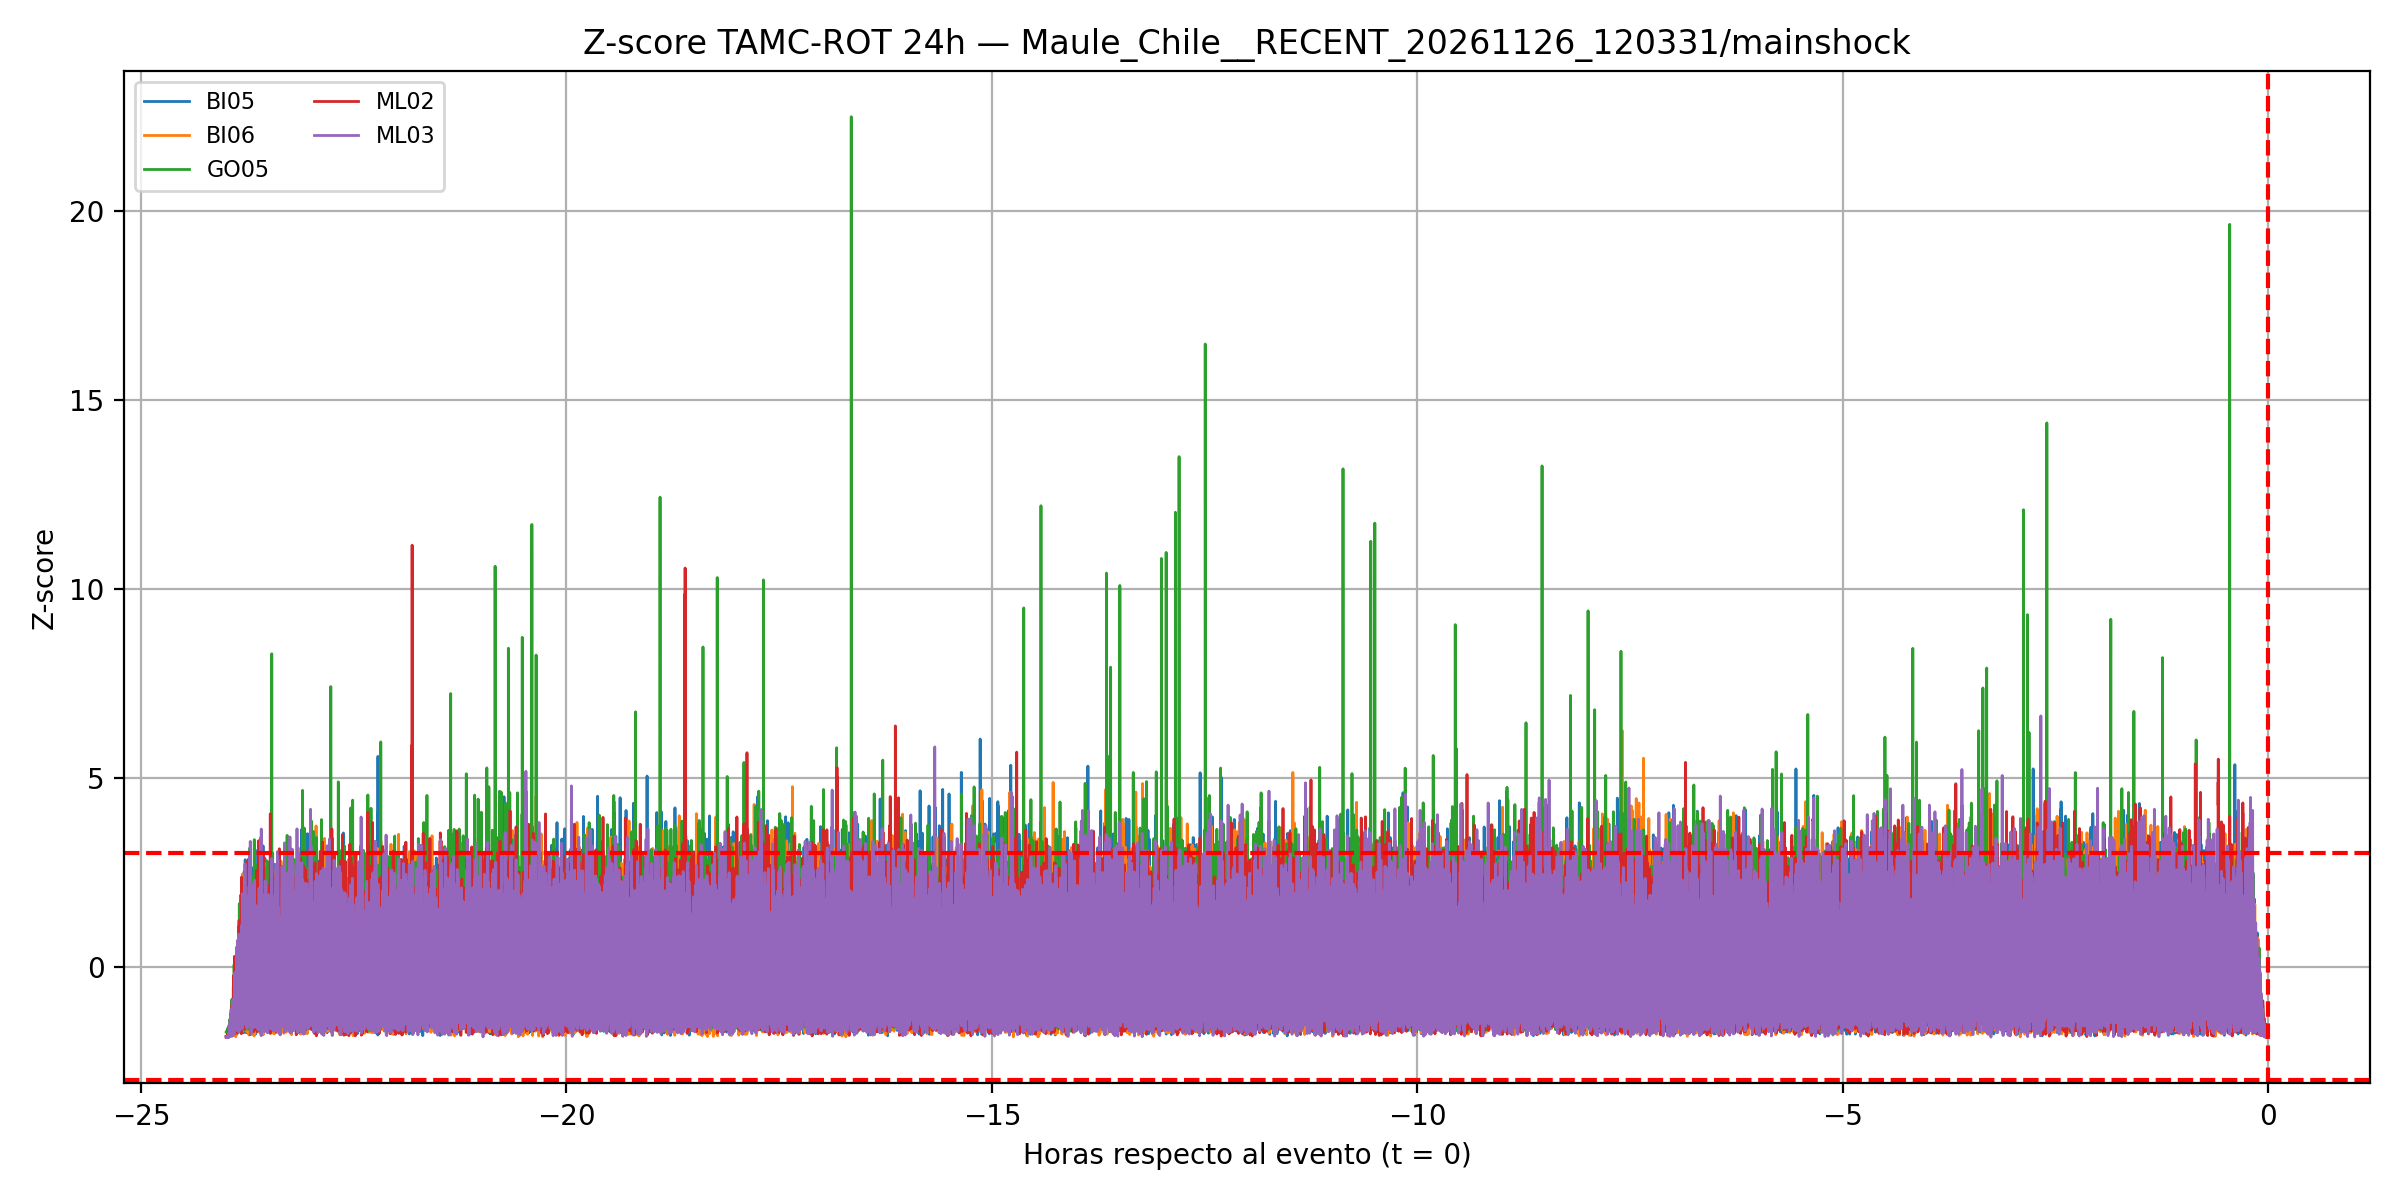 Z-score TAMC-ROT 24h — Maule_Chile__RECENT_20261126_120331/mainshock
BI05
BI06
GO05
ML02
ML03
Z-score
20
15
10
5
0
−25
−20
−15
−10
−5
0
Horas respecto al evento (t = 0)